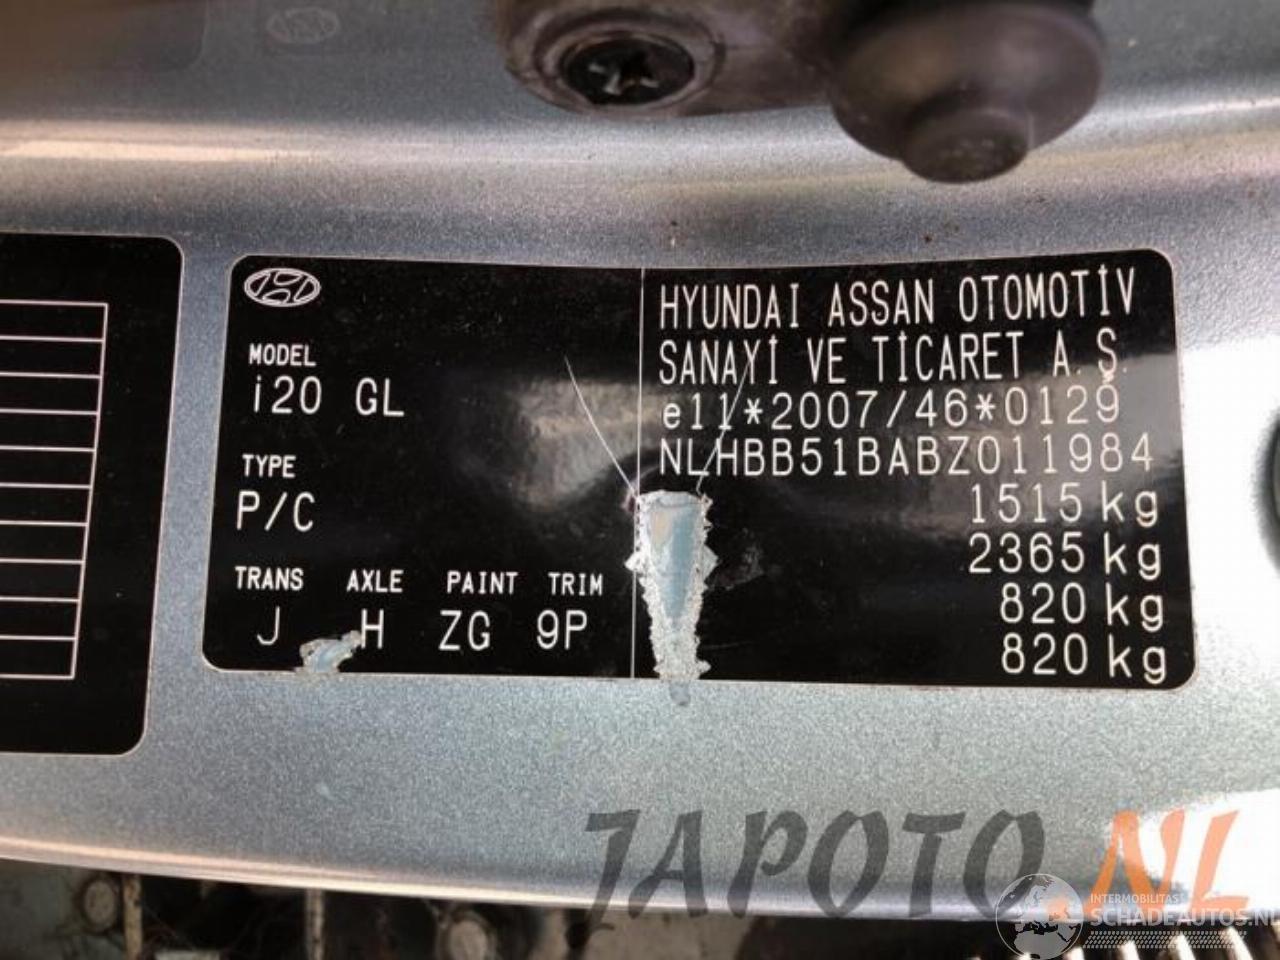 HYUNDAI ASSAN OTOMOTİV
SANAYİ VE TİCARET A.Ş.
e11*2007/46*0129
NLHBB51BABZ011984
1515 kg
2365 kg
820 kg
820 kg
MODEL
i20 GL
TYPE
P/C
TRANS AXLE PAINT TRIM
J H ZG 9P
JAPOTO.NL
INTERMOBILITAS
SCHADEAUTOS.NL